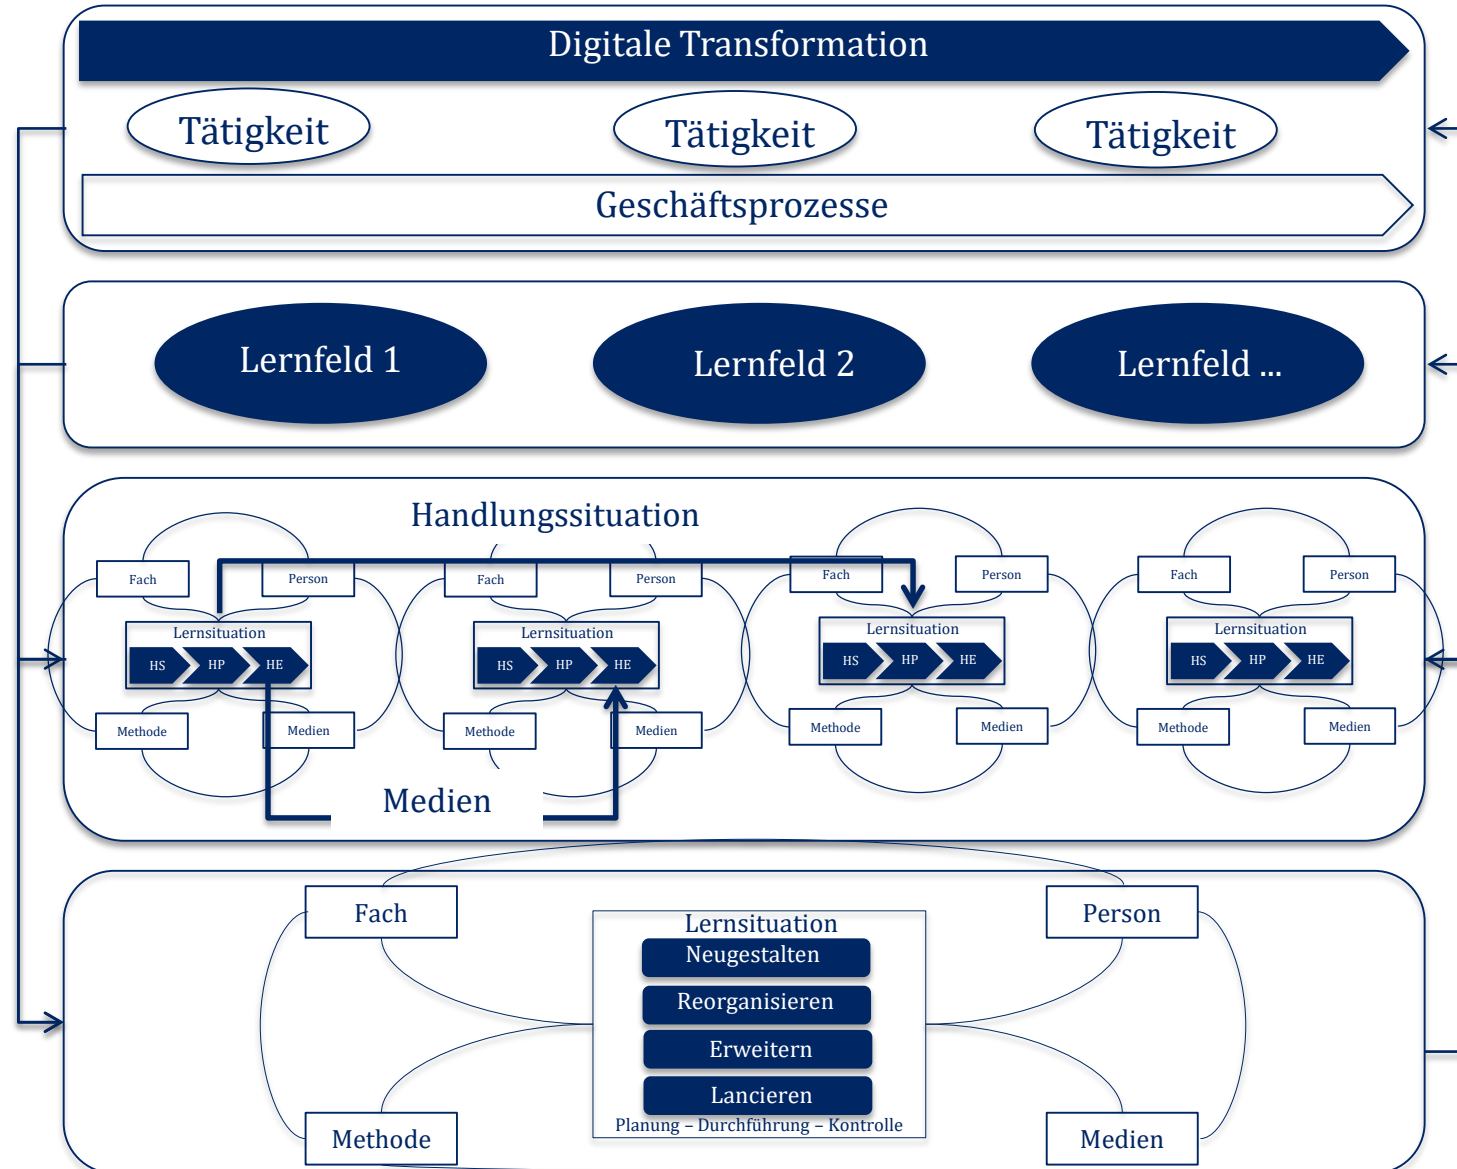 Digitale Transformation
Tätigkeit Tätigkeit Tätigkeit
Geschäftsprozesse
Lernfeld 1 Lernfeld 2 Lernfeld ...
Handlungssituation
Fach Person Fach Person Fach Person Fach Person
Lernsituation Lernsituation Lernsituation Lernsituation
HS HP HE HS HP HE HS HP HE HS HP HE
Methode Medien Methode Medien Methode Medien Methode Medien
Medien
Fach Person
Lernsituation
Neugestalten
Reorganisieren
Erweitern
Lancieren
Planung – Durchführung – Kontrolle
Methode Medien